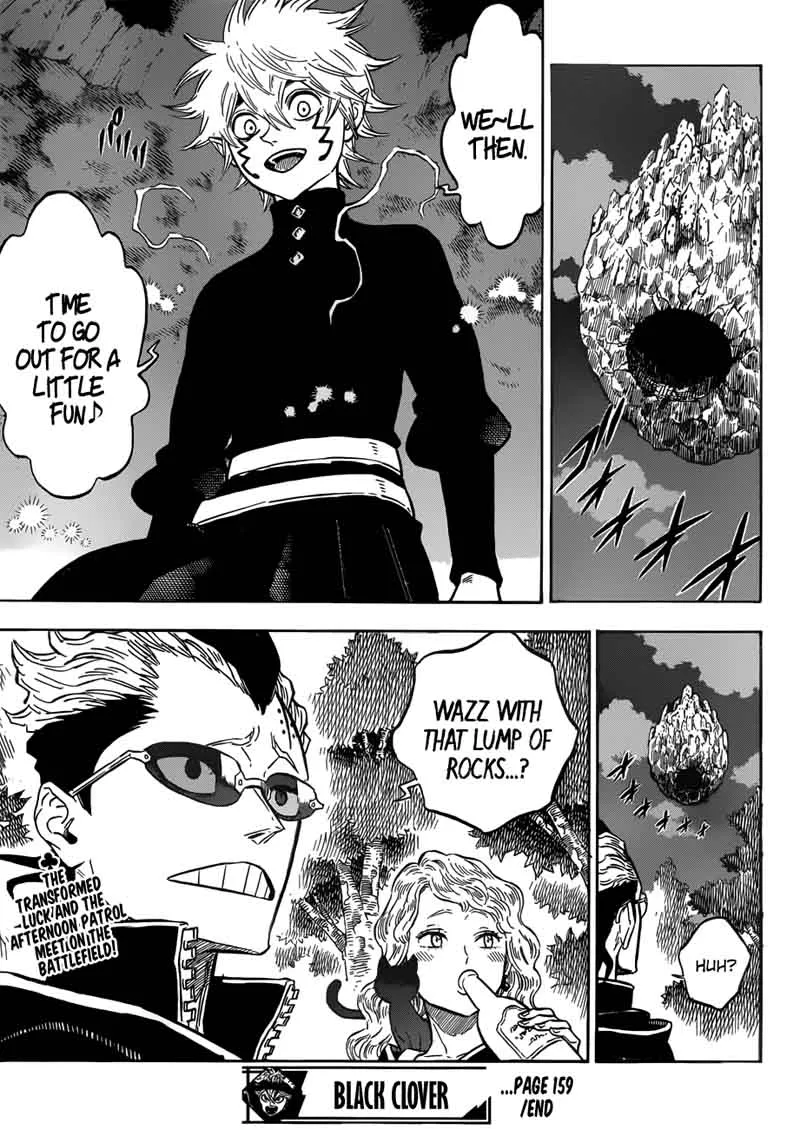 WE~LL
THEN.
TIME
TO GO
OUT FOR A
LITTLE
FUN♪
HUH?
WAZZ WITH
THAT LUMP OF
ROCKS...?
THE
TRANSFORMED
LUCK AND THE
AFTERNOON PATROL
MEET ON THE
BATTLEFIELD!
BLACK CLOVER
...PAGE 159
/END